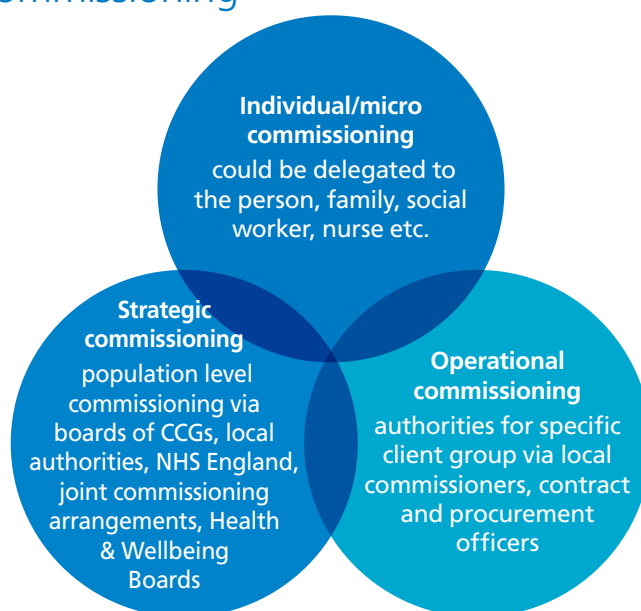 ommissioning
Individual/micro
commissioning
could be delegated to
the person, family, social
worker, nurse etc.
Strategic
commissioning
population level
commissioning via
boards of CCGs, local
authorities, NHS England,
joint commissioning
arrangements, Health
& Wellbeing
Boards
Operational
commissioning
authorities for specific
client group via local
commissioners, contract
and procurement
officers